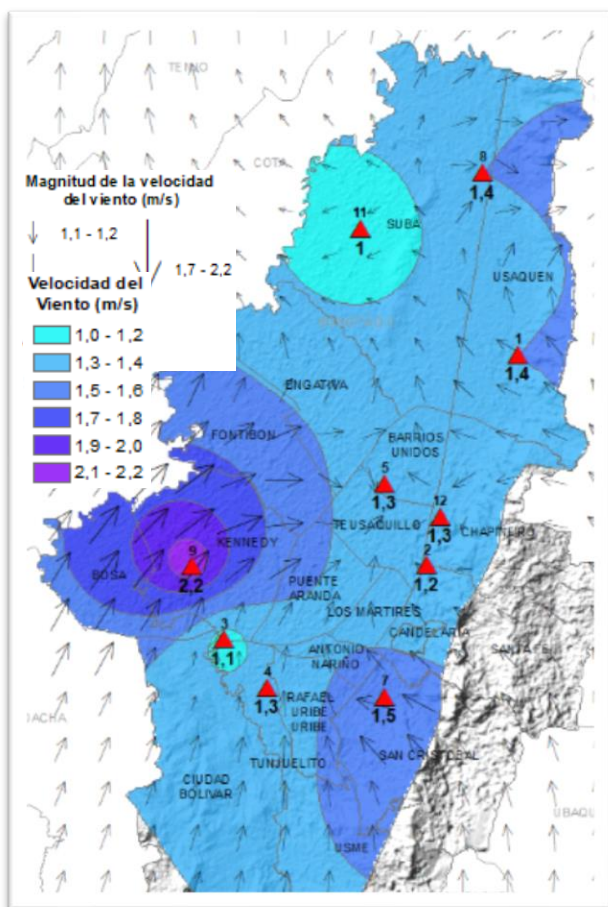 TENJO
COTA
Magnitud de la velocidad
del viento (m/s)
1,1 - 1,2
1,7 - 2,2
Velocidad del
Viento (m/s)
1,0 - 1,2
1,3 - 1,4
1,5 - 1,6
1,7 - 1,8
1,9 - 2,0
2,1 - 2,2
8
1,4
11
SUBA
1
USAQUEN
1
1,4
ENGATIVA
FONTIBON
BARRIOS
UNIDOS
5
1,3
12
TEUSAQUILLO
CHAPINERO
1,3
KENNEDY
9
2,2
2
1,2
BOSA
PUENTE
ARANDA
LOS MARTIRES
CANDELARIA
3
1,1
ANTONIO
NARIÑO
SANTA FE
4
1,3
RAFAEL
URIBE
URIBE
7
1,5
SAN CRISTOBAL
TUNJUELITO
CIUDAD
BOLIVAR
USME
OACHA
UBAQU